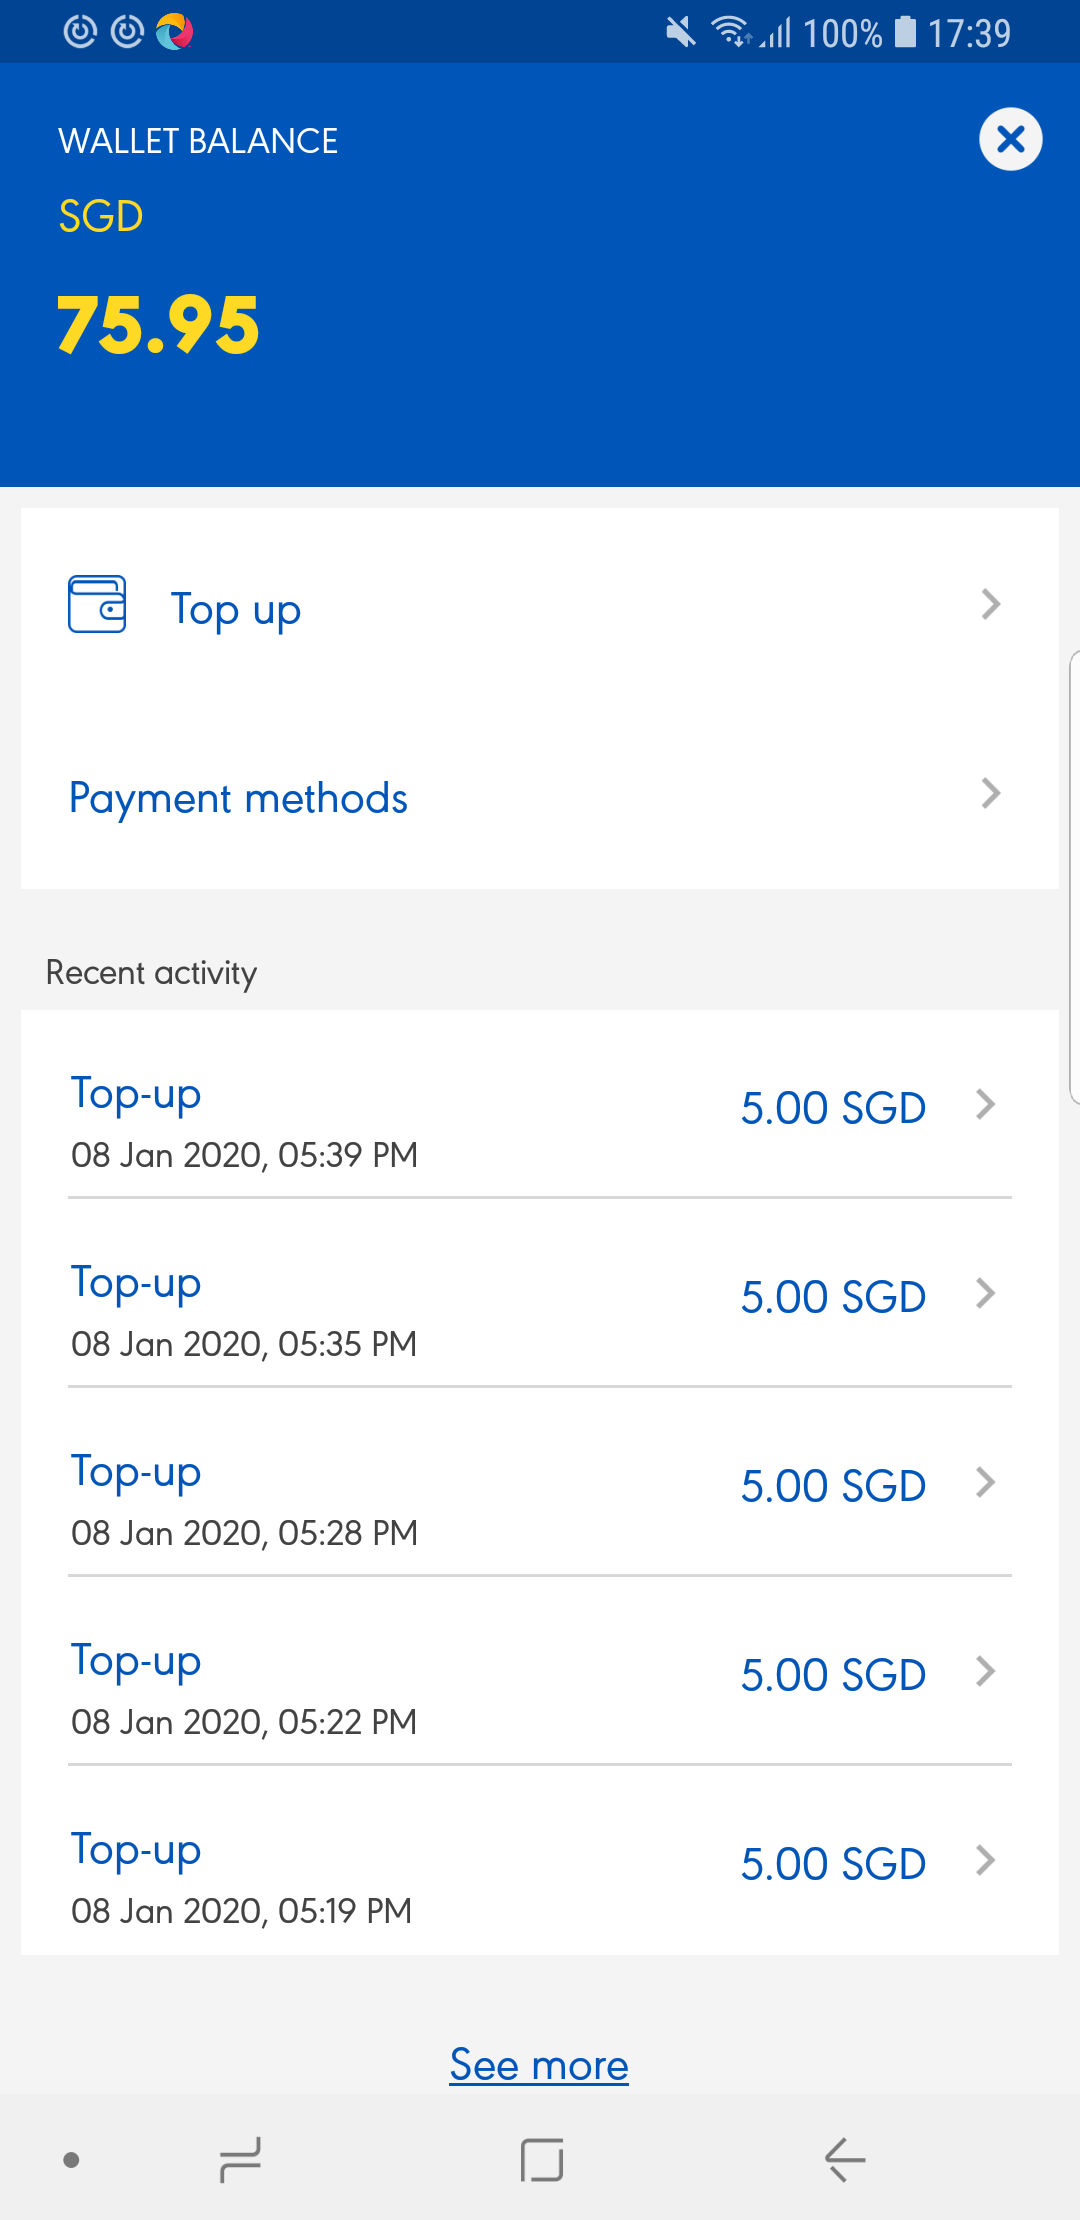 100% 17:39
WALLET BALANCE
SGD
75.95
Top up
Payment methods
Recent activity
Top-up
5.00 SGD
08 Jan 2020, 05:39 PM
Top-up
5.00 SGD
08 Jan 2020, 05:35 PM
Top-up
5.00 SGD
08 Jan 2020, 05:28 PM
Top-up
5.00 SGD
08 Jan 2020, 05:22 PM
Top-up
5.00 SGD
08 Jan 2020, 05:19 PM
See more